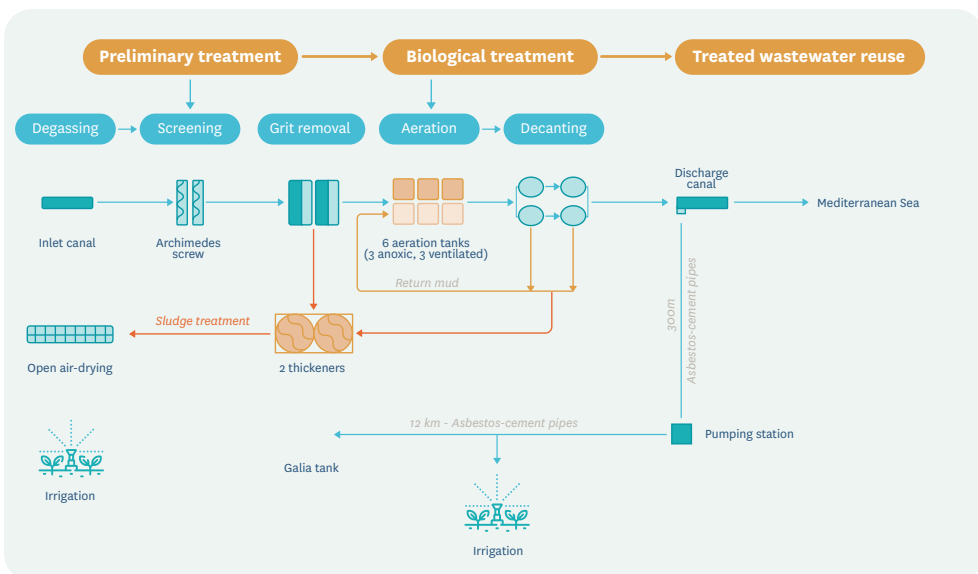 Preliminary treatment
Biological treatment
Treated wastewater reuse
Degassing
Screening
Grit removal
Aeration
Decanting
Discharge
canal
Mediterranean Sea
Inlet canal
Archimedes
screw
6 aeration tanks
(3 anoxic, 3 ventilated)
Return mud
300m
Asbestos-cement pipes
Sludge treatment
Open air-drying
2 thickeners
12 km - Asbestos-cement pipes
Pumping station
Galia tank
Irrigation
Irrigation